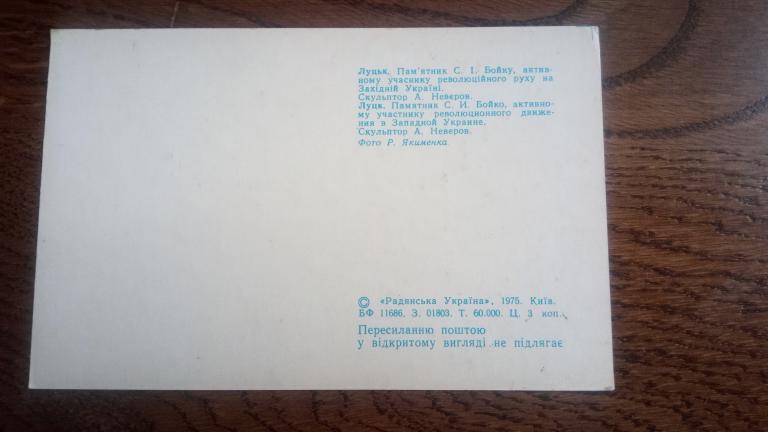 Луцьк. Пам'ятник С. І. Бойку, актив-
ному учаснику революційного руху на
Західній Україні.
Скульптор А. Невєров.
Луцк. Памятник С. И. Бойко, активно-
му участнику революционного движе-
ния в Западной Украине.
Скульптор А. Неверов.
Фото Р. Якименка
© «Радянська Україна», 1975. Київ.
БФ 11686. З. 01803. Т. 60.000. Ц. 3 коп.
Пересиланню поштою
у відкритому вигляді не підлягає